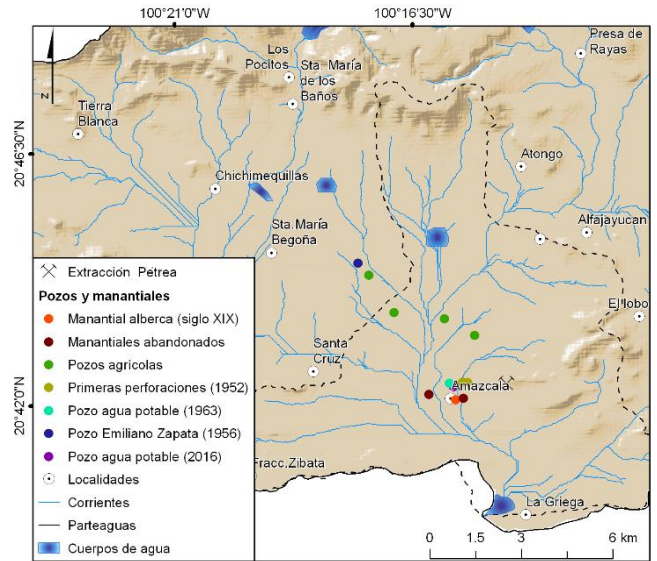 100°21'0"W
100°16'30"W
Los
Pocitos
Sta. María
de los
Baños
Presa de
Rayas
Tierra
Blanca
20°46'30"N
Atongo
Chichimequillas
Alfajayucan
Sta.María
Begoña
El lobo
Santa
Cruz
Amazcala
20°42'0"N
Fracc.Zibata
La Griega
N
Extracción Pétrea
Pozos y manantiales
Manantial alberca (siglo XIX)
Manantiales abandonados
Pozos agrícolas
Primeras perforaciones (1952)
Pozo agua potable (1963)
Pozo Emiliano Zapata (1956)
Pozo agua potable (2016)
Localidades
Corrientes
Parteaguas
Cuerpos de agua
0 1.5 3 6 km